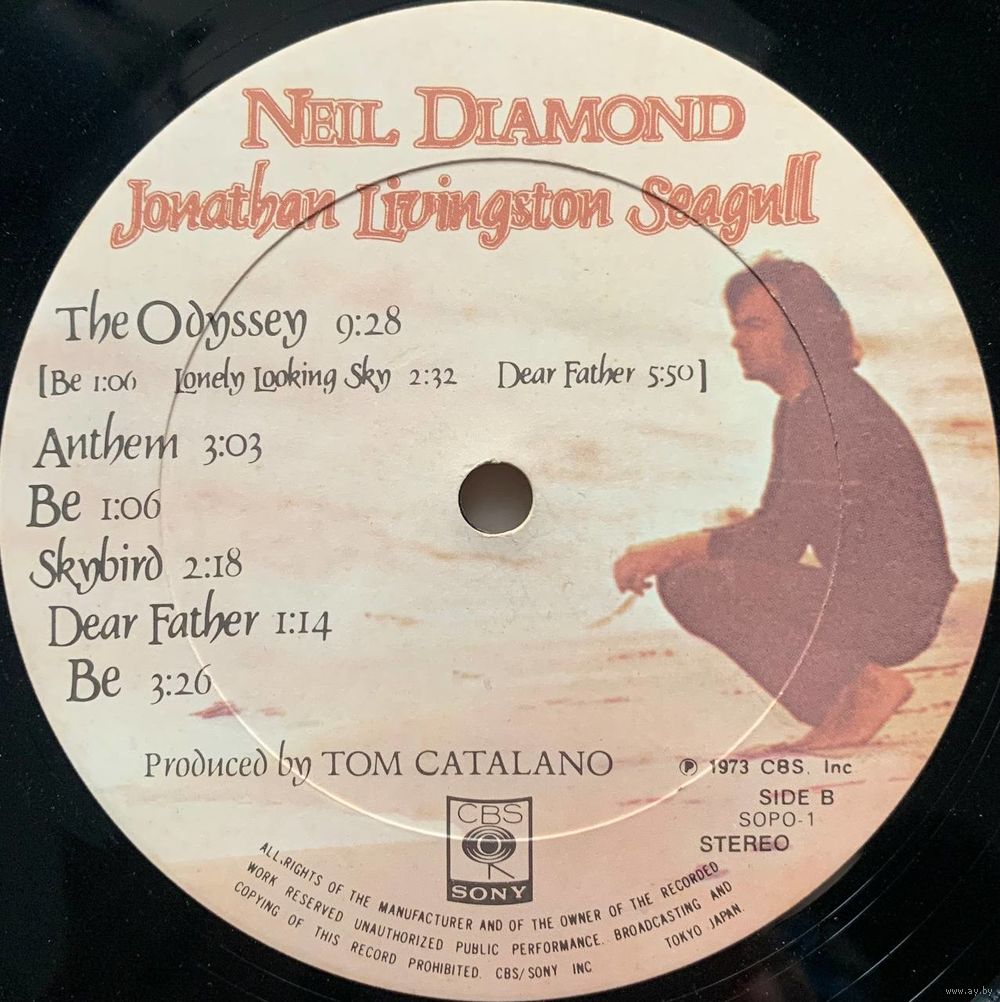 NEIL DIAMOND
Jonathan Livingston Seagull
The Odyssey 9:28
[Be 1:06 Lonely Looking Sky 2:32 Dear Father 5:50]
Anthem 3:03
Be 1:06
Skybird 2:18
Dear Father 1:14
Be 3:26
Produced by TOM CATALANO
Ⓟ 1973 CBS. Inc
SIDE B
SOPO-1
STEREO
CBS
SONY
ALL RIGHTS OF THE MANUFACTURER AND OF THE OWNER OF THE RECORDED
WORK RESERVED UNAUTHORIZED PUBLIC PERFORMANCE. BROADCASTING AND
COPYING OF THIS RECORD PROHIBITED. CBS/SONY INC TOKYO JAPAN.
www.ay.by